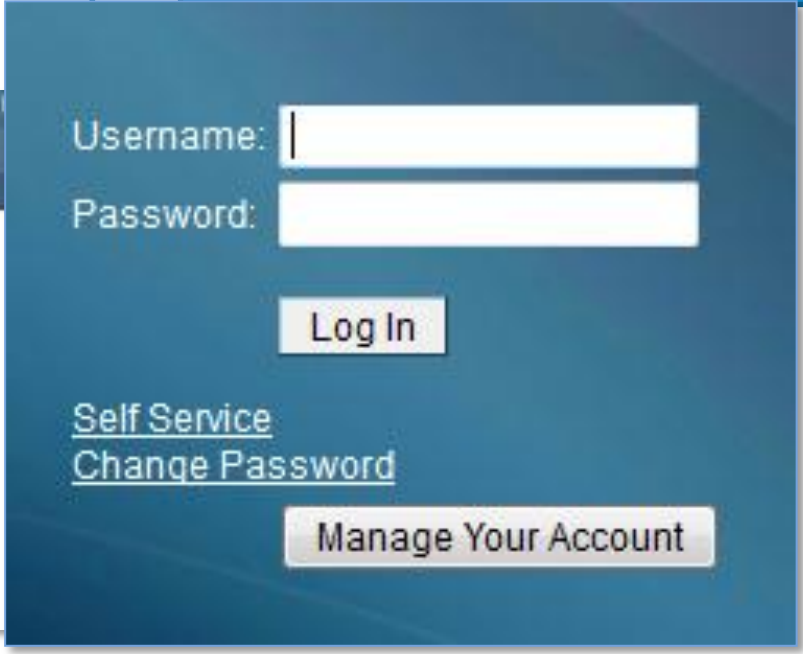 Username:
Password:
Log In
Self Service
Change Password
Manage Your Account